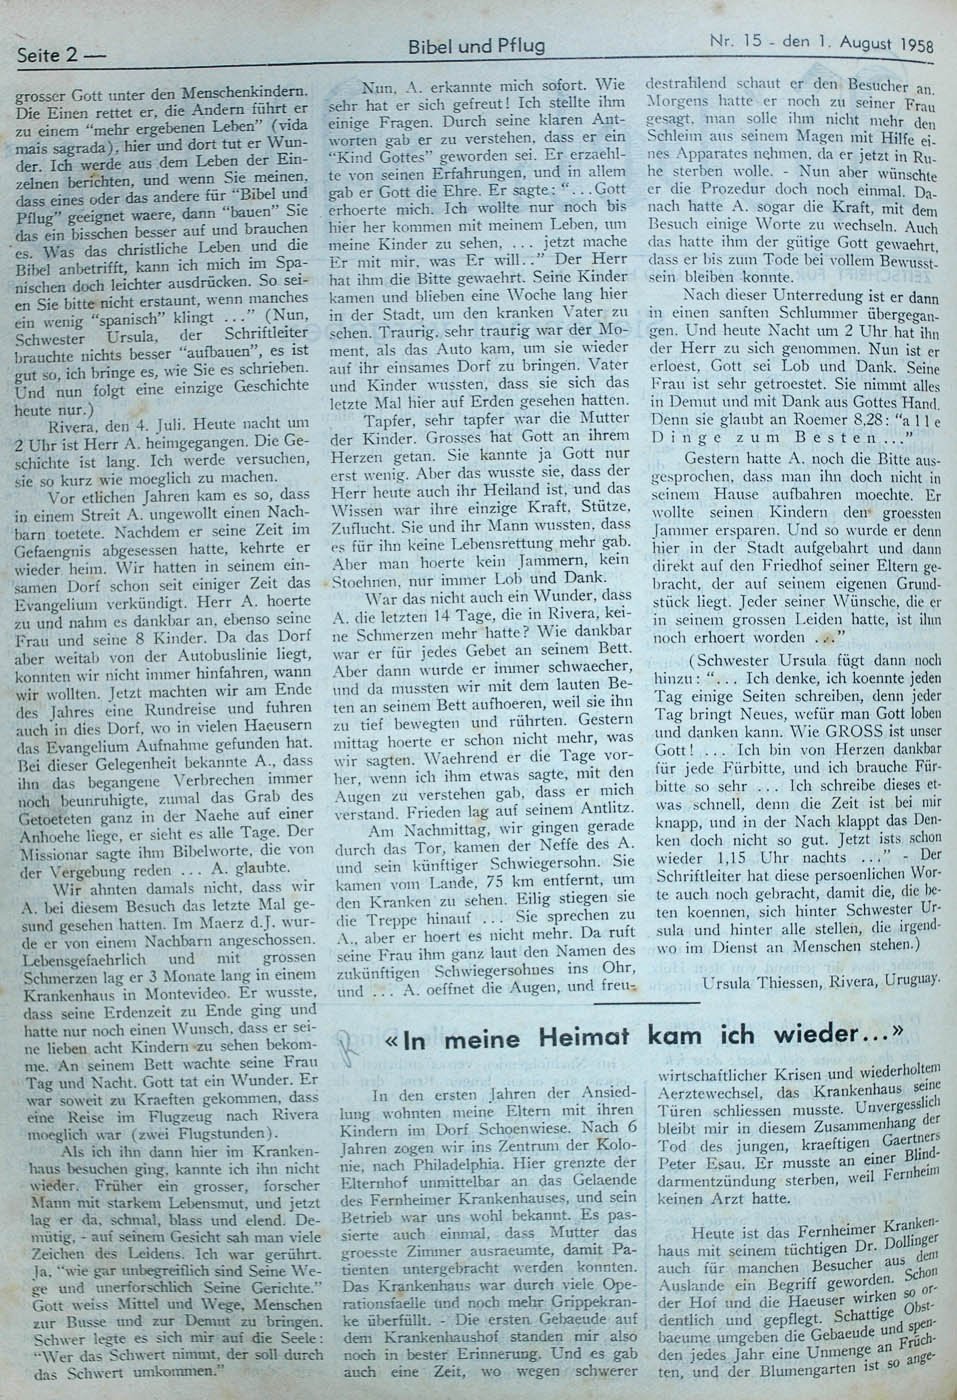 Seite 2 —
Bibel und Pflug
Nr. 15 - den 1. August 1958
grosser Gott unter den Menschenkindern.
Die Einen rettet er, die Andern führt er
zu einem “mehr ergebenen Leben” (vida
mais sagrada), hier und dort tut er Wun-
der. Ich werde aus dem Leben der Ein-
zelnen berichten, und wenn Sie meinen,
dass eines oder das andere für “Bibel und
Pflug” geeignet waere, dann “bauen” Sie
das ein bisschen besser auf und brauchen
es. Was das christliche Leben und die
Bibel anbetrifft, kann ich mich im Spa-
nischen doch leichter ausdrücken. So sei-
en Sie bitte nicht erstaunt, wenn manches
ein wenig “spanisch” klingt ...” (Nun,
Schwester Ursula, der Schriftleiter
brauchte nichts besser “aufbauen”, es ist
gut so, ich bringe es, wie Sie es schrieben.
Und nun folgt eine einzige Geschichte
heute nur.)
Rivera, den 4. Juli. Heute nacht um
2 Uhr ist Herr A. heimgegangen. Die Ge-
schichte ist lang. Ich werde versuchen,
sie so kurz wie moeglich zu machen.
Vor etlichen Jahren kam es so, dass
in einem Streit A. ungewollt einen Nach-
barn toetete. Nachdem er seine Zeit im
Gefaengnis abgesessen hatte, kehrte er
wieder heim. Wir hatten in seinem ein-
samen Dorf schon seit einiger Zeit das
Evangelium verkündigt. Herr A. hoerte
zu und nahm es dankbar an, ebenso seine
Frau und seine 8 Kinder. Da das Dorf
aber weitab von der Autobuslinie liegt,
konnten wir nicht immer hinfahren, wann
wir wollten. Jetzt machten wir am Ende
des Jahres eine Rundreise und fuhren
auch in dies Dorf, wo in vielen Haeusern
das Evangelium Aufnahme gefunden hat.
Bei dieser Gelegenheit bekannte A., dass
ihn das begangene Verbrechen immer
noch beunruhigte, zumal das Grab des
Getoeteten ganz in der Naehe auf einer
Anhoehe liege, er sieht es alle Tage. Der
Missionar sagte ihm Bibelworte, die von
der Vergebung reden ... A. glaubte.
Wir ahnten damals nicht, dass wir
A. bei diesem Besuch das letzte Mal ge-
sund gesehen hatten. Im Maerz d.J. wur-
de er von einem Nachbarn angeschossen.
Lebensgefaehrlich und mit grossen
Schmerzen lag er 3 Monate lang in einem
Krankenhaus in Montevideo. Er wusste,
dass seine Erdenzeit zu Ende ging und
hatte nur noch einen Wunsch, dass er sei-
ne lieben acht Kindern zu sehen bekom-
me. An seinem Bett wachte seine Frau
Tag und Nacht. Gott tat ein Wunder. Er
war soweit zu Kraeften gekommen, dass
eine Reise im Flugzeug nach Rivera
moeglich war (zwei Flugstunden).
Als ich ihn dann hier im Kranken-
haus besuchen ging, kannte ich ihn nicht
wieder. Früher ein grosser, forscher
Mann mit starkem Lebensmut, und jetzt
lag er da, schmal, blass und elend. De-
mütig, - auf seinem Gesicht sah man viele
Zeichen des Leidens. Ich war gerührt.
Ja, “wie gar unbegreiflich sind Seine We-
ge und unerforschlich Seine Gerichte.”
Gott weiss Mittel und Wege, Menschen
zur Busse und zur Demut zu bringen.
Schwer legte es sich mir auf die Seele:
“Wer das Schwert nimmt, der soll durch
das Schwert umkommen.”
Nun, A. erkannte mich sofort. Wie
sehr hat er sich gefreut! Ich stellte ihm
einige Fragen. Durch seine klaren Ant-
worten gab er zu verstehen, dass er ein
“Kind Gottes” geworden sei. Er erzaehl-
te von seinen Erfahrungen, und in allem
gab er Gott die Ehre. Er sagte: “...Gott
erhoerte mich. Ich wollte nur noch bis
hier her kommen mit meinem Leben, um
meine Kinder zu sehen, ... jetzt mache
Er mit mir, was Er will..” Der Herr
hat ihm die Bitte gewaehrt. Seine Kinder
kamen und blieben eine Woche lang hier
in der Stadt, um den kranken Vater zu
sehen. Traurig, sehr traurig war der Mo-
ment, als das Auto kam, um sie wieder
auf ihr einsames Dorf zu bringen. Vater
und Kinder wussten, dass sie sich das
letzte Mal hier auf Erden gesehen hatten.
Tapfer, sehr tapfer war die Mutter
der Kinder. Grosses hat Gott an ihrem
Herzen getan. Sie kannte ja Gott nur
erst wenig. Aber das wusste sie, dass der
Herr heute auch ihr Heiland ist, und das
Wissen war ihre einzige Kraft, Stütze,
Zuflucht. Sie und ihr Mann wussten, dass
es für ihn keine Lebensrettung mehr gab.
Aber man hoerte kein Jammern, kein
Stoehnen, nur immer Lob und Dank.
War das nicht auch ein Wunder, dass
A. die letzten 14 Tage, die in Rivera, kei-
ne Schmerzen mehr hatte? Wie dankbar
war er für jedes Gebet an seinem Bett.
Aber dann wurde er immer schwaecher,
und da mussten wir mit dem lauten Be-
ten an seinem Bett aufhoeren, weil sie ihn
zu tief bewegten und rührten. Gestern
mittag hoerte er schon nicht mehr, was
wir sagten. Waehrend er die Tage vor-
her, wenn ich ihm etwas sagte, mit den
Augen zu verstehen gab, dass er mich
verstand. Frieden lag auf seinem Antlitz.
Am Nachmittag, wir gingen gerade
durch das Tor, kamen der Neffe des A.
und sein künftiger Schwiegersohn. Sie
kamen vom Lande, 75 km entfernt, um
den Kranken zu sehen. Eilig stiegen sie
die Treppe hinauf ... Sie sprechen zu
A., aber er hoert es nicht mehr. Da ruft
seine Frau ihm ganz laut den Namen des
zukünftigen Schwiegersohnes ins Ohr,
und ... A. oeffnet die Augen, und freu-
destrahlend schaut er den Besucher an.
Morgens hatte er noch zu seiner Frau
gesagt, man solle ihm nicht mehr den
Schleim aus seinem Magen mit Hilfe ei-
nes Apparates nehmen, da er jetzt in Ru-
he sterben wolle. - Nun aber wünschte
er die Prozedur doch noch einmal. Da-
nach hatte A. sogar die Kraft, mit dem
Besuch einige Worte zu wechseln. Auch
das hatte ihm der gütige Gott gewaehrt,
dass er bis zum Tode bei vollem Bewusst-
sein bleiben konnte.
Nach dieser Unterredung ist er dann
in einen sanften Schlummer übergegan-
gen. Und heute Nacht um 2 Uhr hat ihn
der Herr zu sich genommen. Nun ist er
erloest, Gott sei Lob und Dank. Seine
Frau ist sehr getroestet. Sie nimmt alles
in Demut und mit Dank aus Gottes Hand.
Denn sie glaubt an Roemer 8,28: “a l l e
D i n g e  z u m  B e s t e n . . .”
Gestern hatte A. noch die Bitte aus-
gesprochen, dass man ihn doch nicht in
seinem Hause aufbahren moechte. Er
wollte seinen Kindern den groessten
Jammer ersparen. Und so wurde er denn
hier in der Stadt aufgebahrt und dann
direkt auf den Friedhof seiner Eltern ge-
bracht, der auf seinem eigenen Grund-
stück liegt. Jeder seiner Wünsche, die er
in seinem grossen Leiden hatte, ist ihm
noch erhoert worden ...”
(Schwester Ursula fügt dann noch
hinzu: “... Ich denke, ich koennte jeden
Tag einige Seiten schreiben, denn jeder
Tag bringt Neues, wefür man Gott loben
und danken kann. Wie GROSS ist unser
Gott! ... Ich bin von Herzen dankbar
für jede Fürbitte, und ich brauche Für-
bitte so sehr ... Ich schreibe dieses et-
was schnell, denn die Zeit ist bei mir
knapp, und in der Nach klappt das Den-
ken doch nicht so gut. Jetzt ists schon
wieder 1,15 Uhr nachts ...” - Der
Schriftleiter hat diese persoenlichen Wor-
te auch noch gebracht, damit die, die be-
ten koennen, sich hinter Schwester Ur-
sula und hinter alle stellen, die irgend-
wo im Dienst an Menschen stehen.)
Ursula Thiessen, Rivera, Uruguay.
«In meine Heimat kam ich wieder...»
In den ersten Jahren der Ansied-
lung wohnten meine Eltern mit ihren
Kindern im Dorf Schoenwiese. Nach 6
Jahren zogen wir ins Zentrum der Kolo-
nie, nach Philadelphia. Hier grenzte der
Elternhof unmittelbar an das Gelaende
des Fernheimer Krankenhauses, und sein
Betrieb war uns wohl bekannt. Es pas-
sierte auch einmal, dass Mutter das
groesste Zimmer ausraeumte, damit Pa-
tienten untergebracht werden konnten.
Das Krankenhaus war durch viele Ope-
rationsfaelle und noch mehr Grippekran-
ke überfüllt. - Die ersten Gebaeude auf
dem Krankenhaushof standen mir also
noch in bester Erinnerung. Und es gab
auch eine Zeit, wo wegen schwerer
wirtschaftlicher Krisen und wiederholtem
Aerztewechsel, das Krankenhaus seine
Türen schliessen musste. Unvergesslich
bleibt mir in diesem Zusammenhang der
Tod des jungen, kraeftigen Gaertners
Peter Esau. Er musste an einer Blind-
darmentzündung sterben, weil Fernheim
keinen Arzt hatte.
Heute ist das Fernheimer Kranken-
haus mit seinem tüchtigen Dr. Dollinger
auch für manchen Besucher aus dem
Auslande ein Begriff geworden. Schon
der Hof und die Haeuser wirken so or-
dentlich und gepflegt. Schattige Obst-
baeume umgeben die Gebaeude und spen-
den jedes Jahr eine Unmenge an Früch-
ten, und der Blumengarten ist so ange-